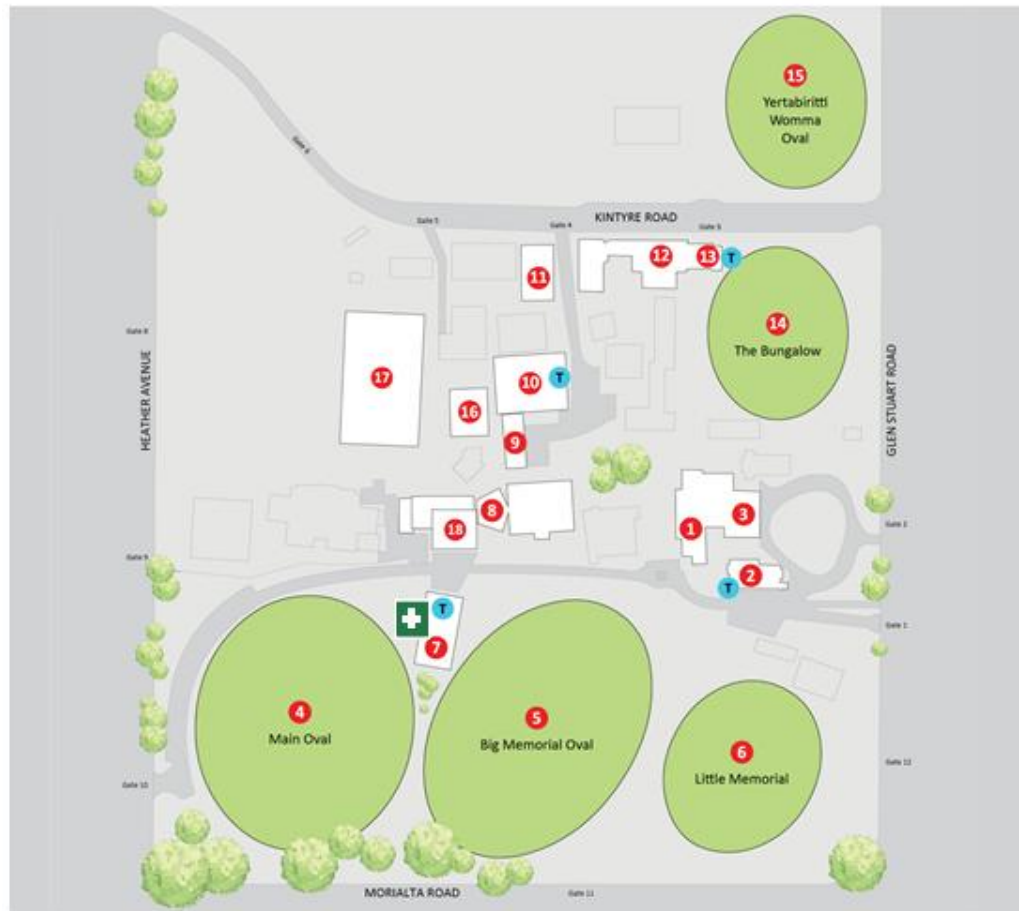 15
Yertabiritti
Womma
Oval
Gate 6
KINTYRE ROAD
Gate 5
Gate 4
Gate 3
12
13
T
11
14
The Bungalow
Gate 8
HEATHER AVENUE
GLEN STUART ROAD
17
10
T
16
9
8
18
1
3
Gate 2
Gate 9
2
T
T
7
Gate 1
4
Main Oval
5
Big Memorial Oval
6
Little Memorial
Gate 12
Gate 10
MORIALTA ROAD
Gate 11